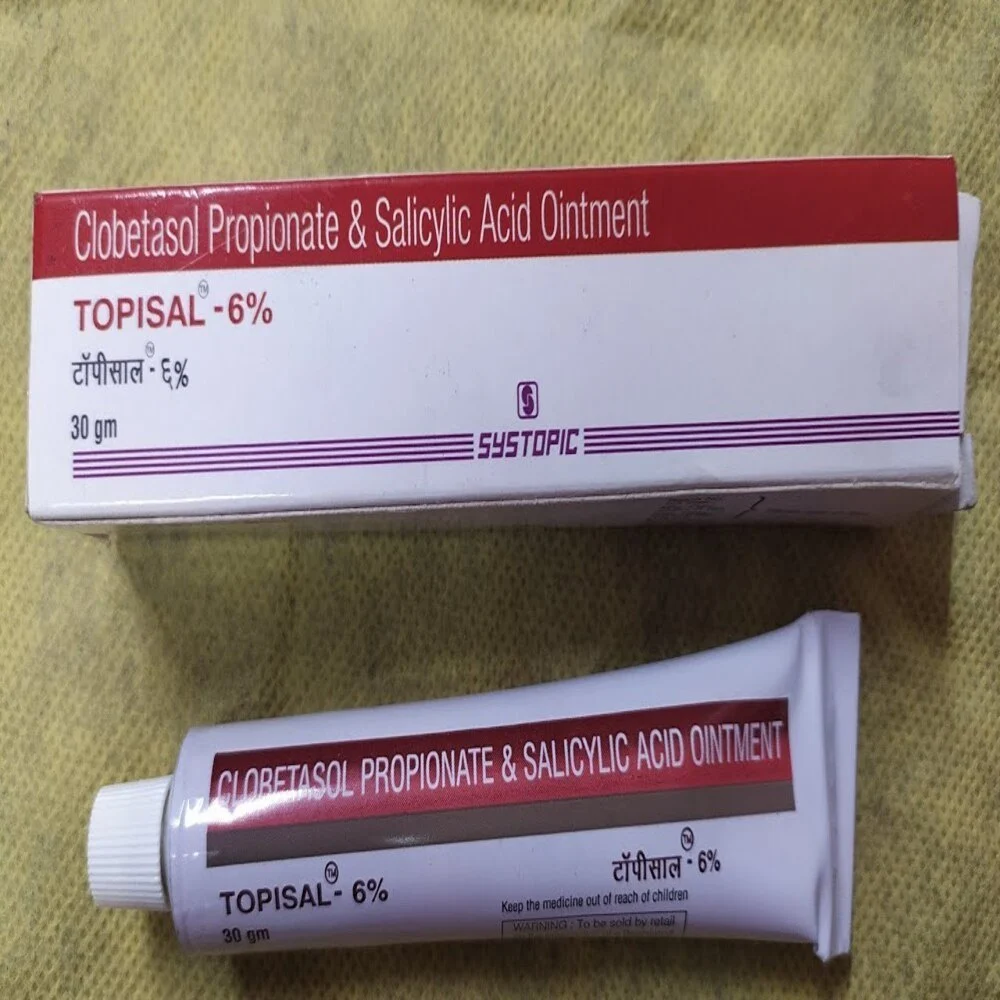 Clobetasol Propionate & Salicylic Acid Ointment
TOPISAL™ - 6%
टॉपीसाल™ - ६%
30 gm
SYSTOPIC
CLOBETASOL PROPIONATE & SALICYLIC ACID OINTMENT
TOPISAL™ - 6%
30 gm
टॉपीसाल™ - 6%
Keep the medicine out of reach of children
WARNING : To be sold by retail